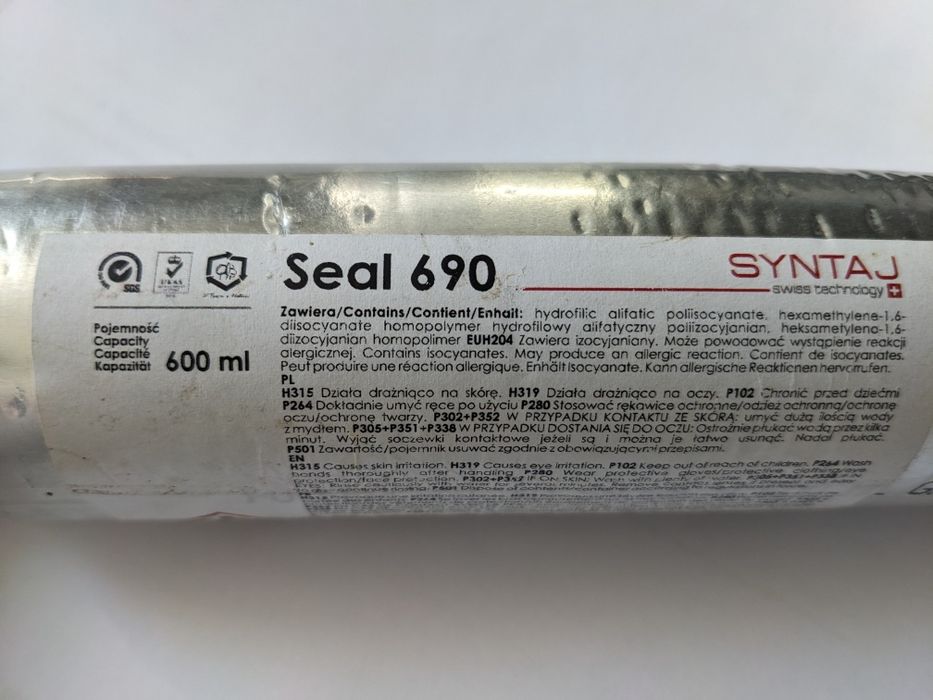 SGS
UKAS
Seal 690
SYNTAJ
swiss technology
Pojemność
Capacity
Capacité
Kapazität
600 ml
Zawiera/Contains/Contient/Enhait: hydrofilic alifatic poliisocyanate, hexamethylene-1,6-
diisocyanate homopolymer hydrofilowy alifatyczny poliizocyjanian, heksametyleno-1,6-
diizocyjanian homopolimer EUH204 Zawiera izocyjaniany. Może powodować wystąpienie reakcji
alergicznej. Contains isocyanates. May produce an allergic reaction. Contient de isocyanates.
Peut produire une réaction allergique. Enhält Isocyanate. Kann allergische Reaktionen hervorrufen.
PL
H315 Działa drażniąco na skórę. H319 Działa drażniąco na oczy. P102 Chronić przed dziećmi
P264 Dokładnie umyć ręce po użyciu P280 Stosować rękawice ochronne/odzież ochronną/ochronę
oczu/ochronę twarzy. P302+P352 W PRZYPADKU KONTAKTU ZE SKÓRĄ: umyć dużą ilością wody
z mydłem. P305+P351+P338 W PRZYPADKU DOSTANIA SIĘ DO OCZU: Ostrożnie płukać wodą przez kilka
minut. Wyjąć soczewki kontaktowe jeżeli są i można je łatwo usunąć. Nadal płukać.
P501 Zawartość/pojemnik usuwać zgodnie z obowiązującymi przepisami.
EN
H315 Causes skin irritation. H319 Causes eye irritation. P102 Keep out of reach of children. P264 Wash
hands thoroughly after handling P280 Wear protective gloves/protective clothing/eye
protection/face protection. P302+P352 IF ON SKIN: Wash with plenty of water.